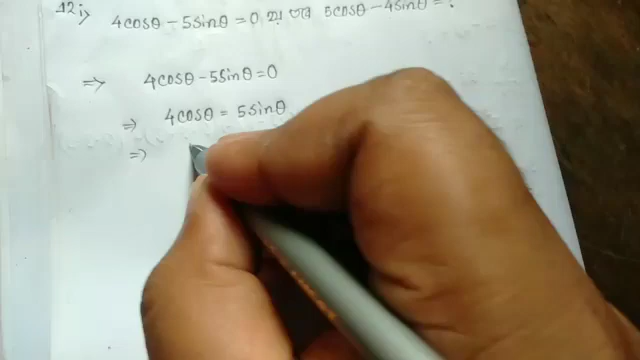 12 i> 4cosθ - 5sinθ = 0 হয় তবে 5cosθ - 4sinθ = ?
=> 4cosθ - 5sinθ = 0
=> 4cosθ = 5sinθ
=>